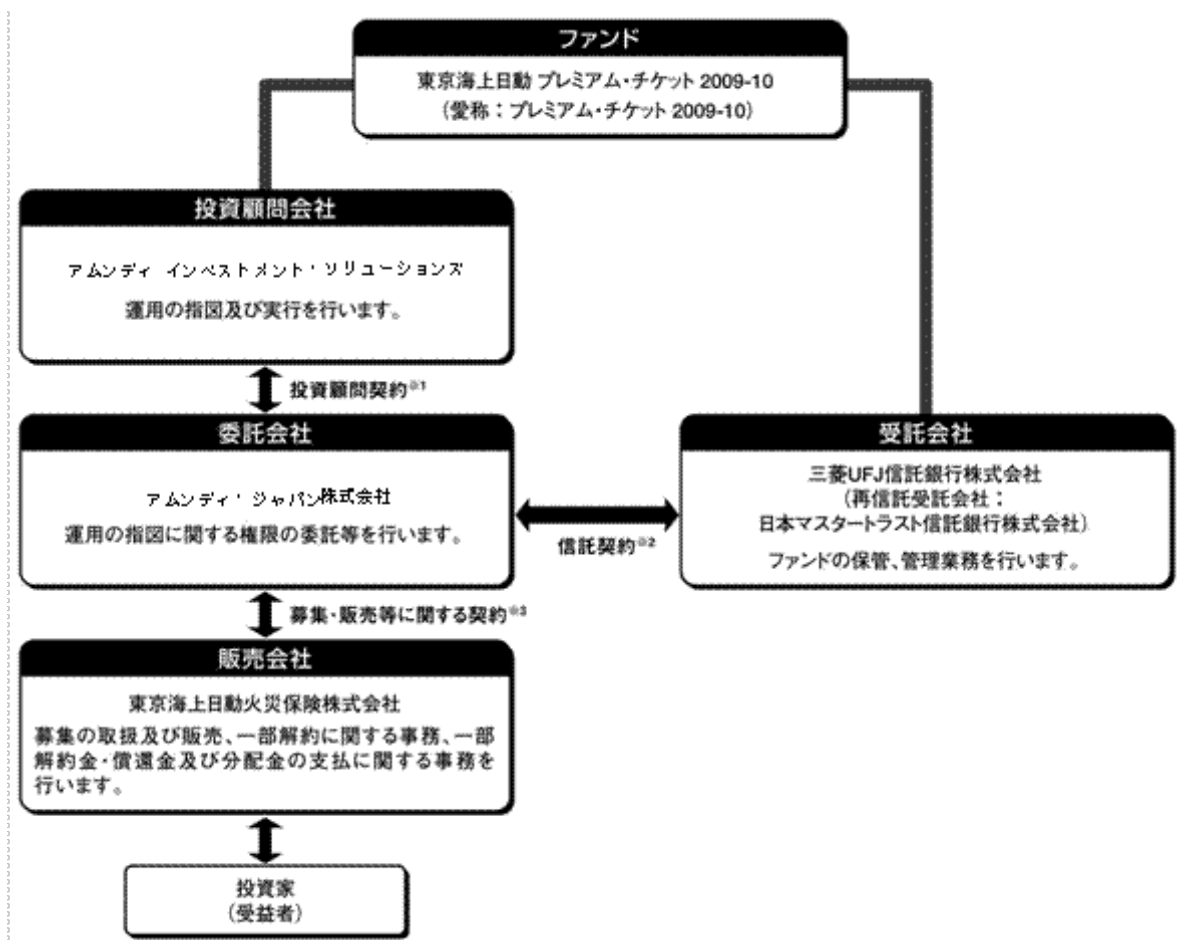 ファンド
東京海上日動 プレミアム・チケット 2009-10
(愛称:プレミアム・チケット 2009-10)
投資顧問会社
アムンディ インベストメント・ソリューションズ
運用の指図及び実行を行います。
投資顧問契約※1
委託会社
アムンディ・ジャパン株式会社
運用の指図に関する権限の委託等を行います。
信託契約※2
受託会社
三菱UFJ信託銀行株式会社
(再信託受託会社:
日本マスタートラスト信託銀行株式会社)
ファンドの保管、管理業務を行います。
募集・販売等に関する契約※3
販売会社
東京海上日動火災保険株式会社
募集の取扱及び販売、一部解約に関する事務、一部
解約金・償還金及び分配金の支払に関する事務を
行います。
投資家
(受益者)